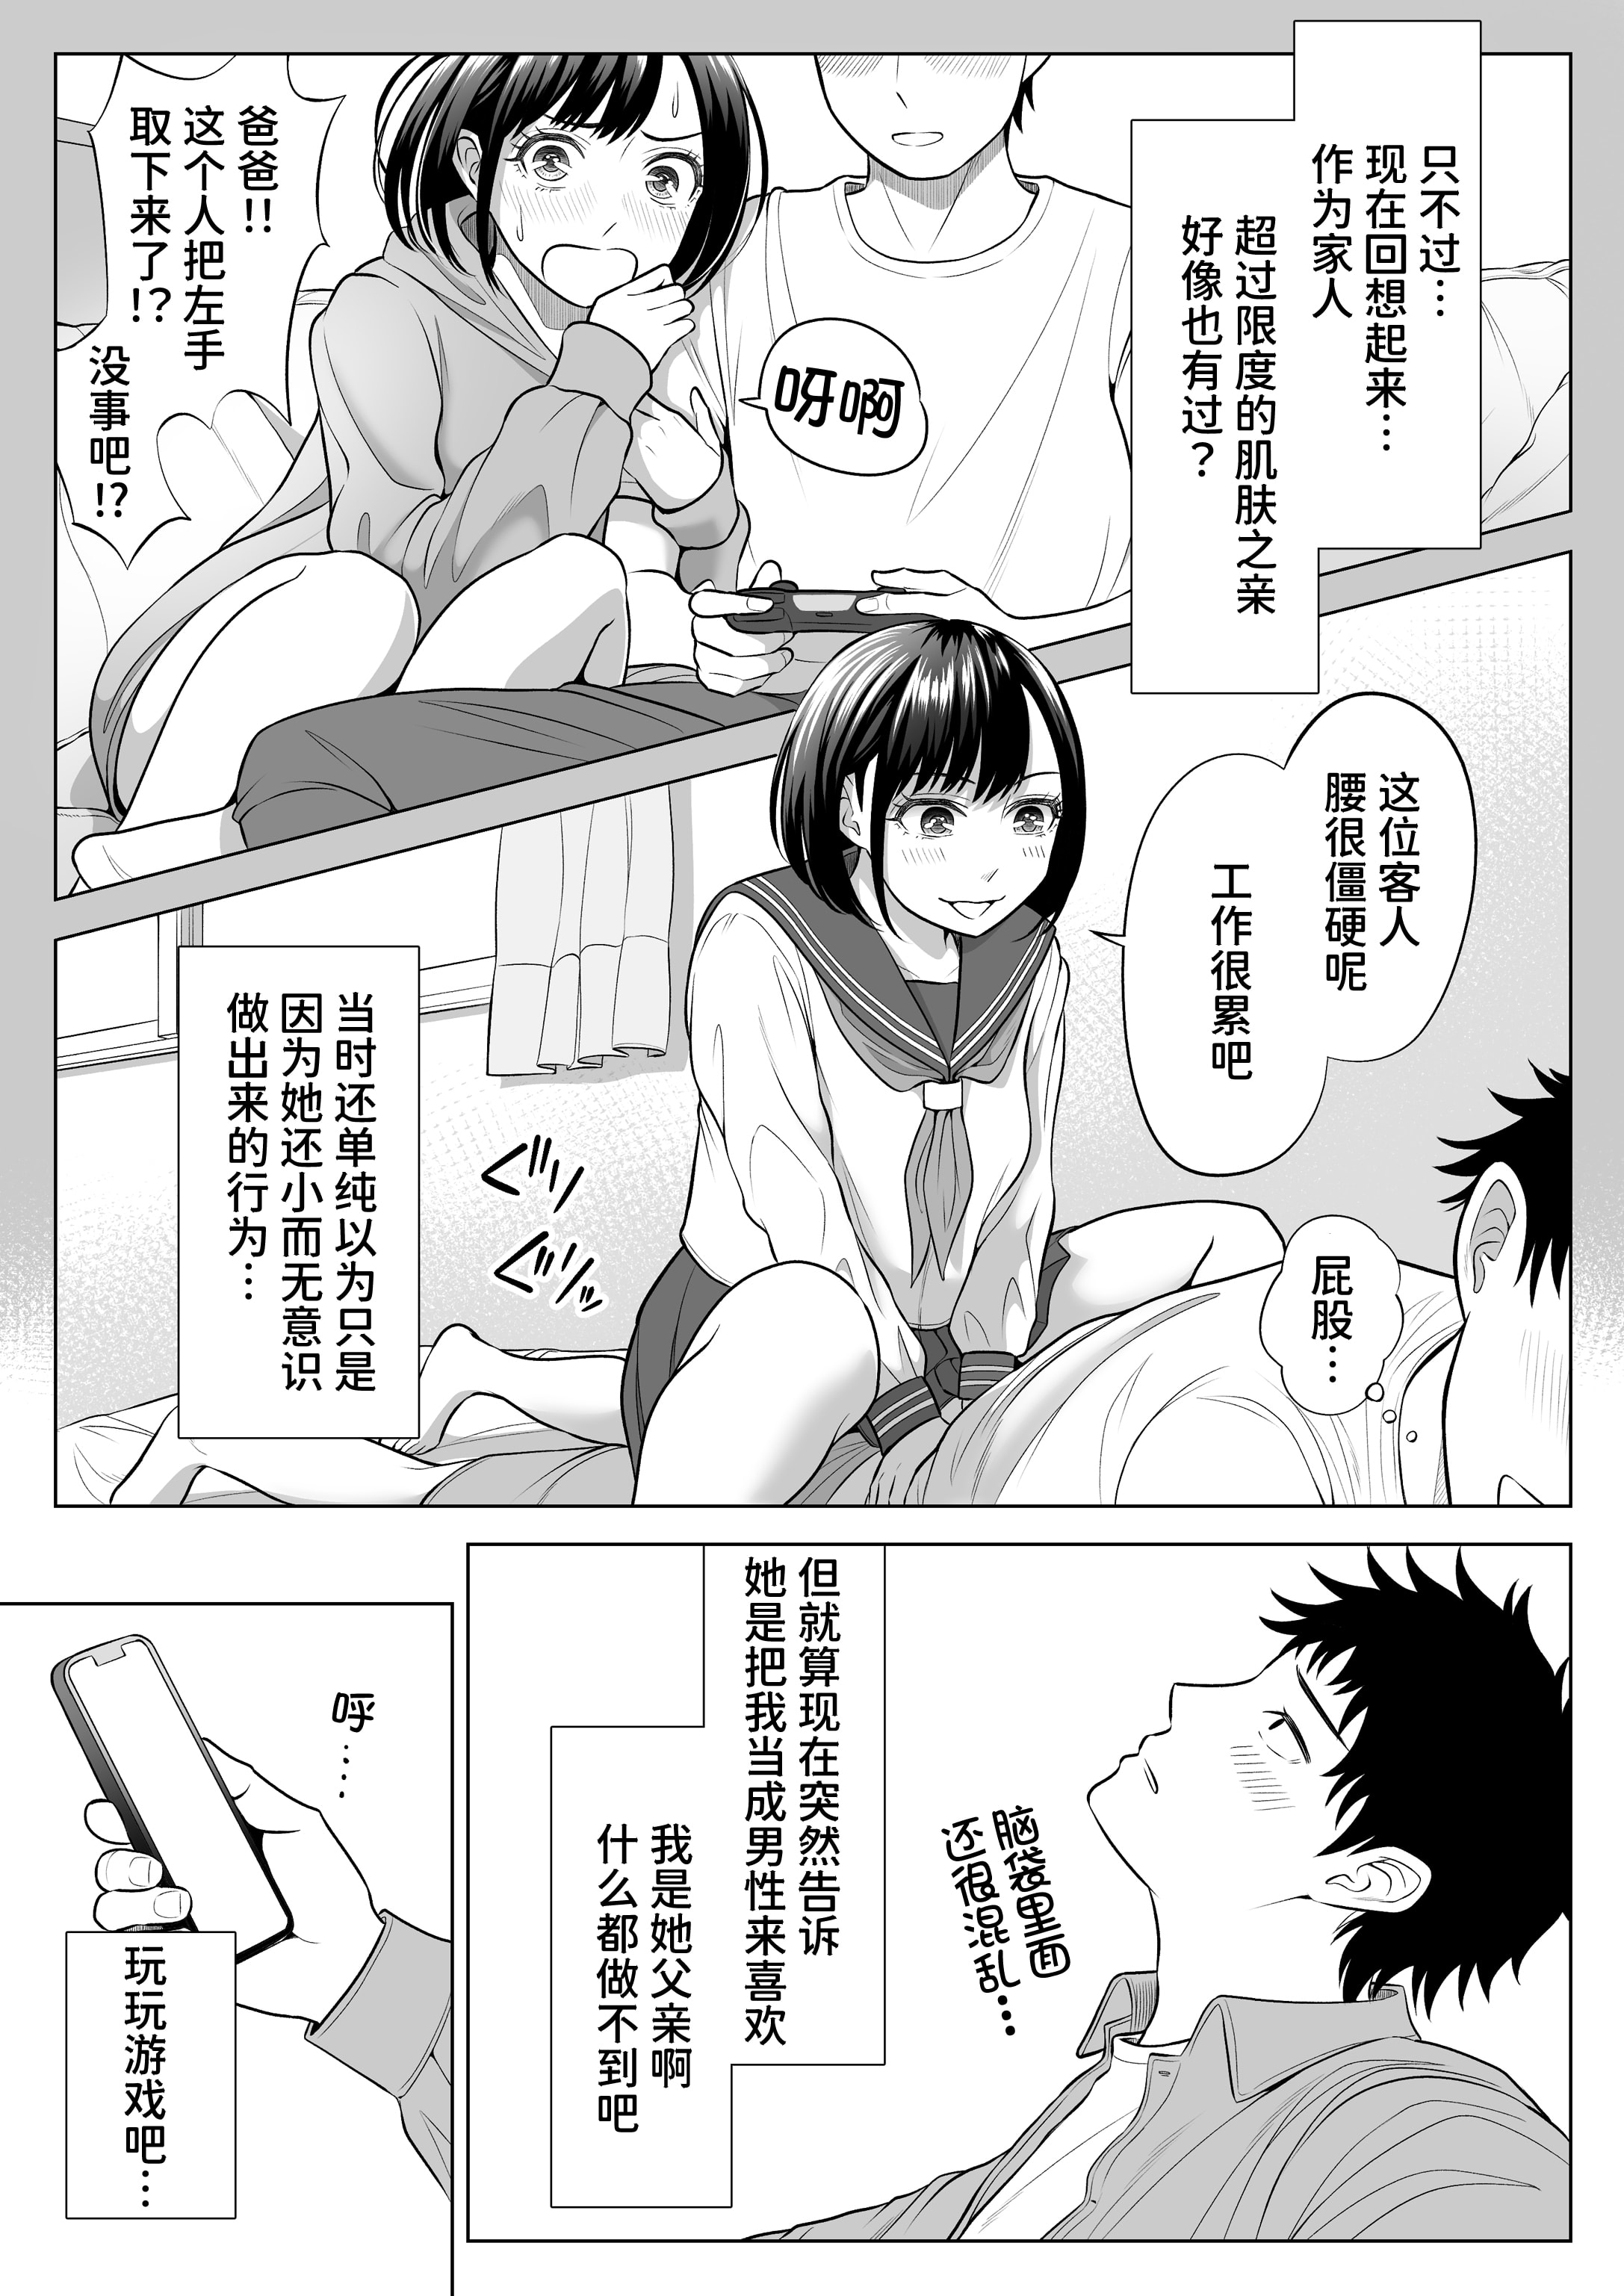 只不过…
现在回想起来…
作为家人
超过限度的肌肤之亲
好像也有过？
呀啊
爸爸!!
这个人把左手
取下来了!?
没事吧!?
这位客人
腰很僵硬呢
工作很累吧
屁股…
グリッ
グリッ
当时还单纯以为只是
因为她还小而无意识
做出来的行为…
脑袋里面
还很混乱…
但就算现在突然告诉
她是把我当成男性来喜欢
我是她父亲啊
什么都做不到吧
呼……
玩玩游戏吧…